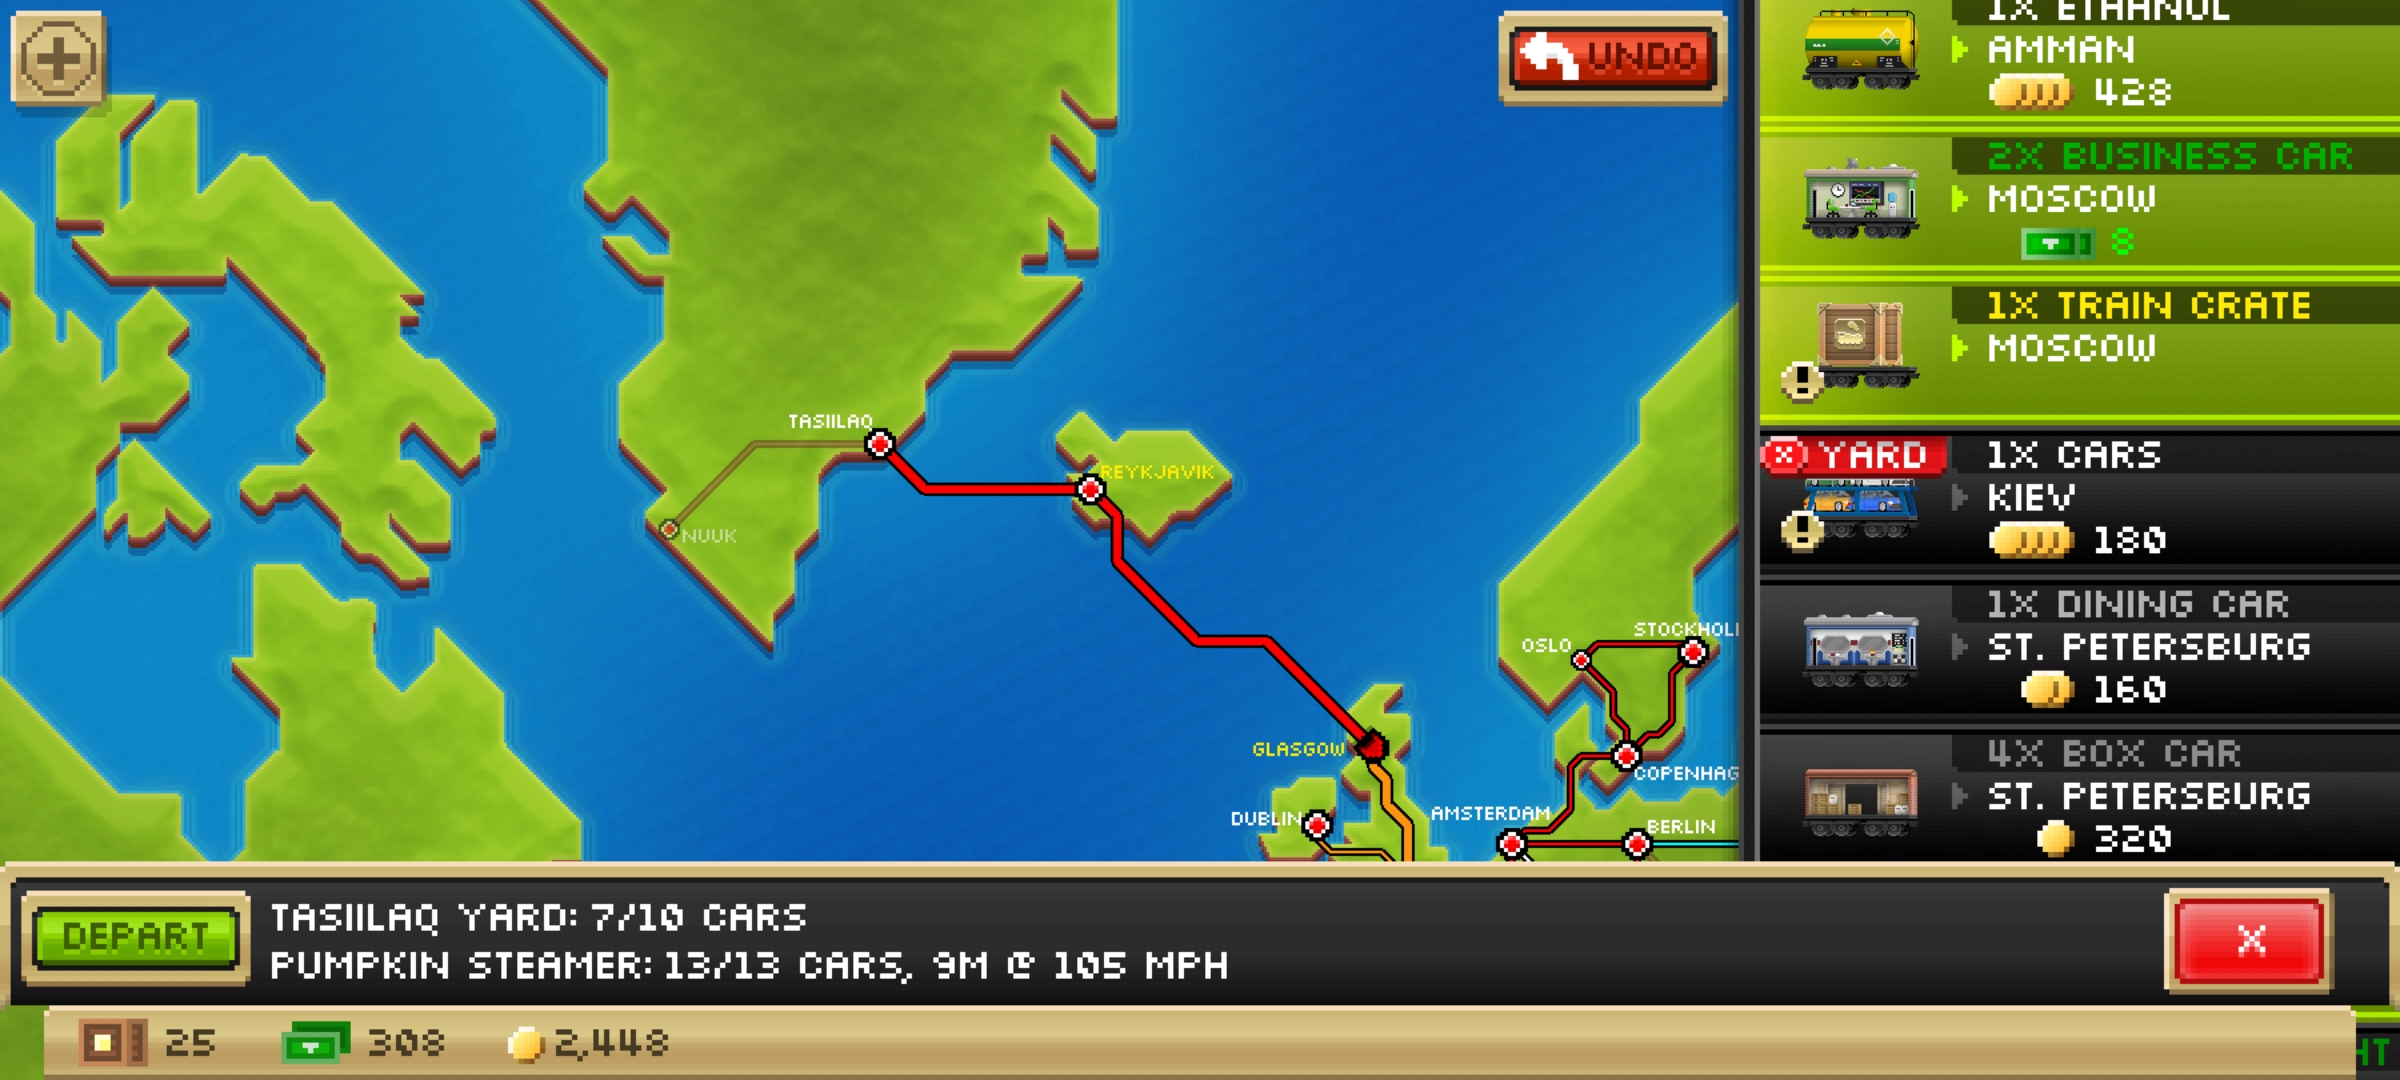 UNDO
1X ETHANOL
AMMAN
428
2X BUSINESS CAR
MOSCOW
8
1X TRAIN CRATE
MOSCOW
YARD
1X CARS
KIEV
180
1X DINING CAR
ST. PETERSBURG
160
4X BOX CAR
ST. PETERSBURG
320
TASIILAQ
REYKJAVIK
NUUK
OSLO
STOCKHOL
GLASGOW
COPENHAG
DUBLIN
AMSTERDAM
BERLIN
DEPART
TASIILAQ YARD: 7/10 CARS
PUMPKIN STEAMER: 13/13 CARS, 9M @ 105 MPH
X
25
308
2,448
HT